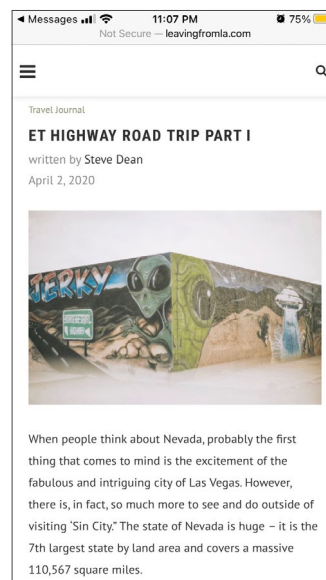 Messages 11:07 PM 75%
Not Secure — leavingfromla.com
Travel Journal
ET HIGHWAY ROAD TRIP PART I
written by Steve Dean
April 2, 2020
JERKY
When people think about Nevada, probably the first
thing that comes to mind is the excitement of the
fabulous and intriguing city of Las Vegas. However,
there is, in fact, so much more to see and do outside of
visiting ‘Sin City.” The state of Nevada is huge – it is the
7th largest state by land area and covers a massive
110,567 square miles.